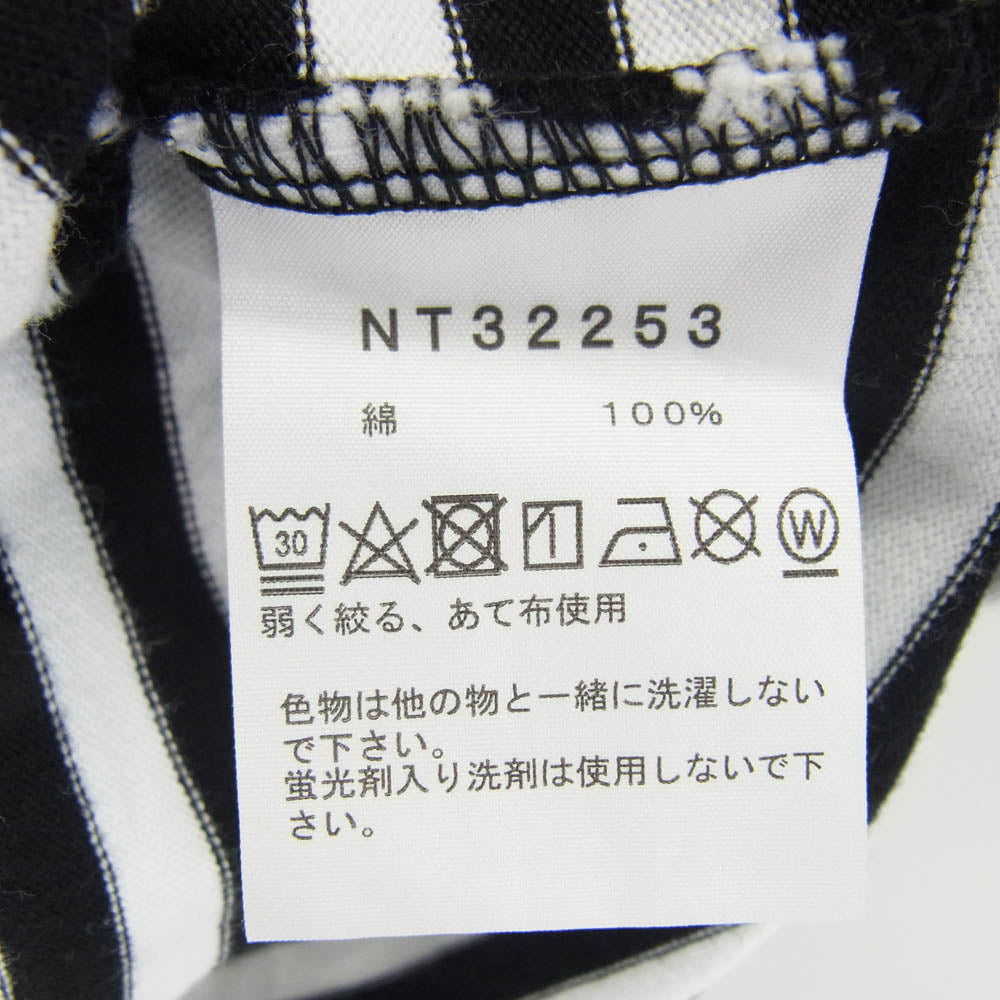 NT32253
綿 100%
30 W
弱く絞る、あて布使用
色物は他の物と一緒に洗濯しない
で下さい。
蛍光剤入り洗剤は使用しないで下
さい。